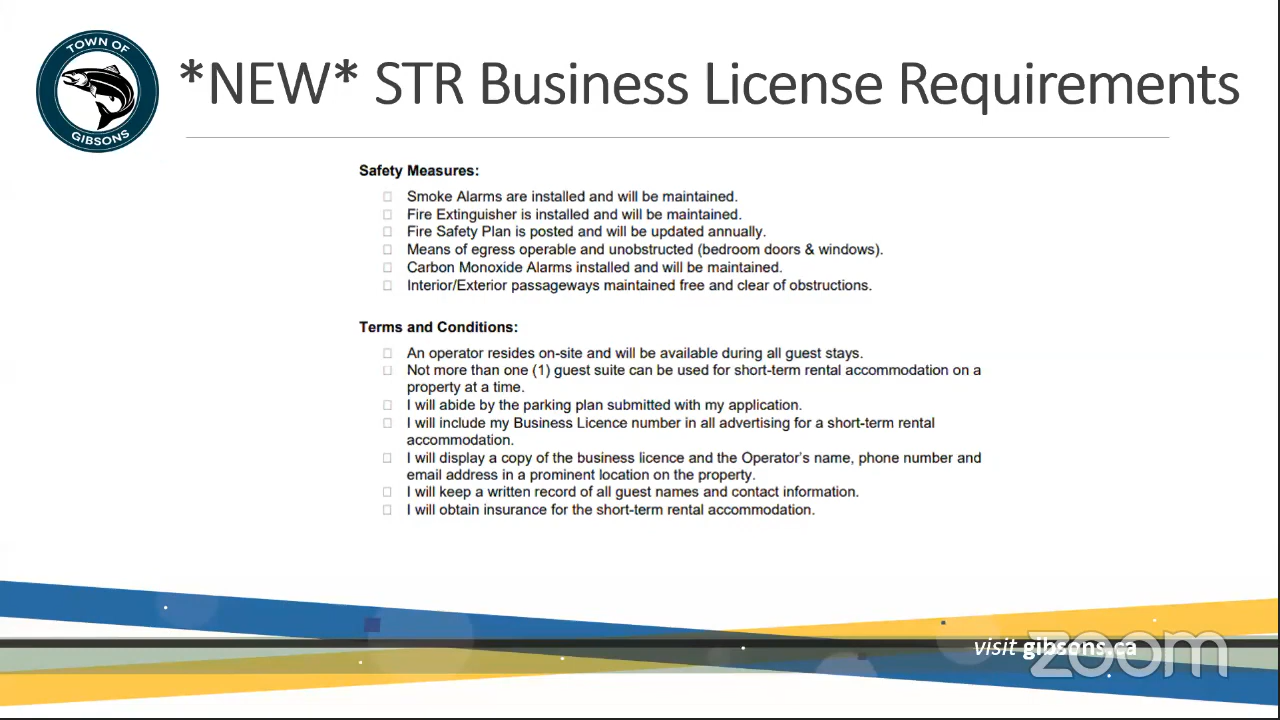 TOWN OF
GIBSONS
*NEW* STR Business License Requirements
Safety Measures:
Smoke Alarms are installed and will be maintained.
Fire Extinguisher is installed and will be maintained.
Fire Safety Plan is posted and will be updated annually.
Means of egress operable and unobstructed (bedroom doors & windows).
Carbon Monoxide Alarms installed and will be maintained.
Interior/Exterior passageways maintained free and clear of obstructions.
Terms and Conditions:
An operator resides on-site and will be available during all guest stays.
Not more than one (1) guest suite can be used for short-term rental accommodation on a
property at a time.
I will abide by the parking plan submitted with my application.
I will include my Business Licence number in all advertising for a short-term rental
accommodation.
I will display a copy of the business licence and the Operator's name, phone number and
email address in a prominent location on the property.
I will keep a written record of all guest names and contact information.
I will obtain insurance for the short-term rental accommodation.
visit gibsons.ca
zoom